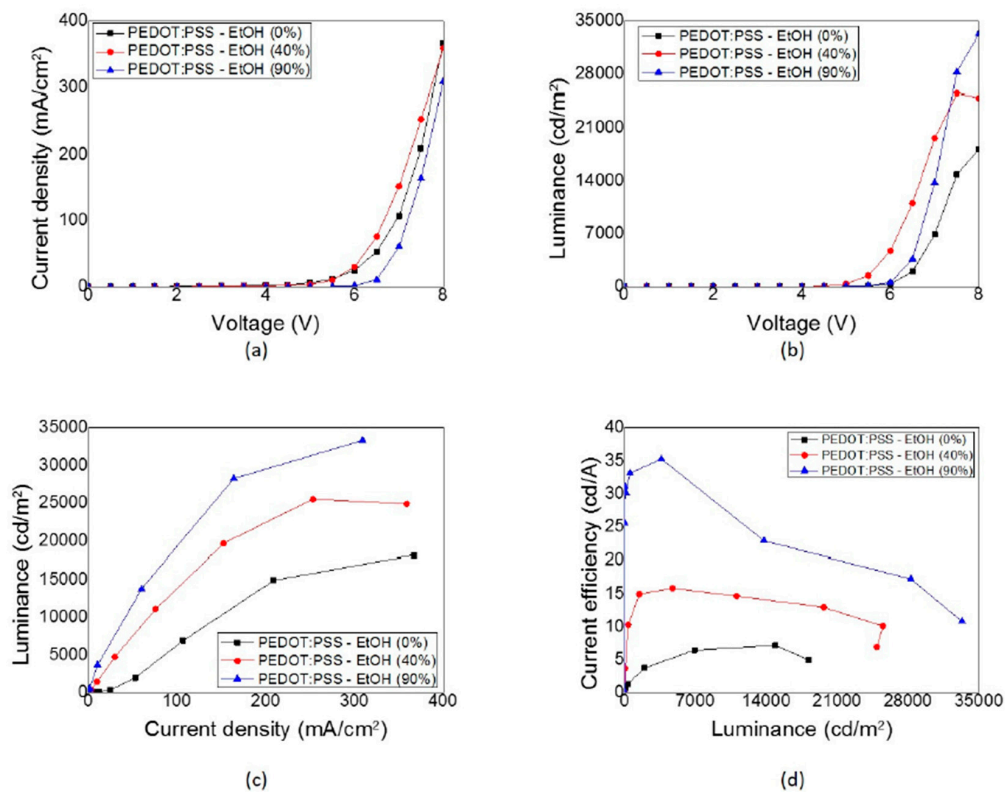 400
300
200
100
0
Current density (mA/cm²)
PEDOT:PSS - EtOH (0%)
PEDOT:PSS - EtOH (40%)
PEDOT:PSS - EtOH (90%)
0 2 4 6 8
Voltage (V)
(a)
35000
28000
21000
14000
7000
0
Luminance (cd/m²)
PEDOT:PSS - EtOH (0%)
PEDOT:PSS - EtOH (40%)
PEDOT:PSS - EtOH (90%)
0 2 4 6 8
Voltage (V)
(b)
35000
30000
25000
20000
15000
10000
5000
0
Luminance (cd/m²)
PEDOT:PSS - EtOH (0%)
PEDOT:PSS - EtOH (40%)
PEDOT:PSS - EtOH (90%)
0 100 200 300 400
Current density (mA/cm²)
(c)
40
35
30
25
20
15
10
5
0
Current efficiency (cd/A)
PEDOT:PSS - EtOH (0%)
PEDOT:PSS - EtOH (40%)
PEDOT:PSS - EtOH (90%)
7000 14000 21000 28000 35000
Luminance (cd/m²)
(d)